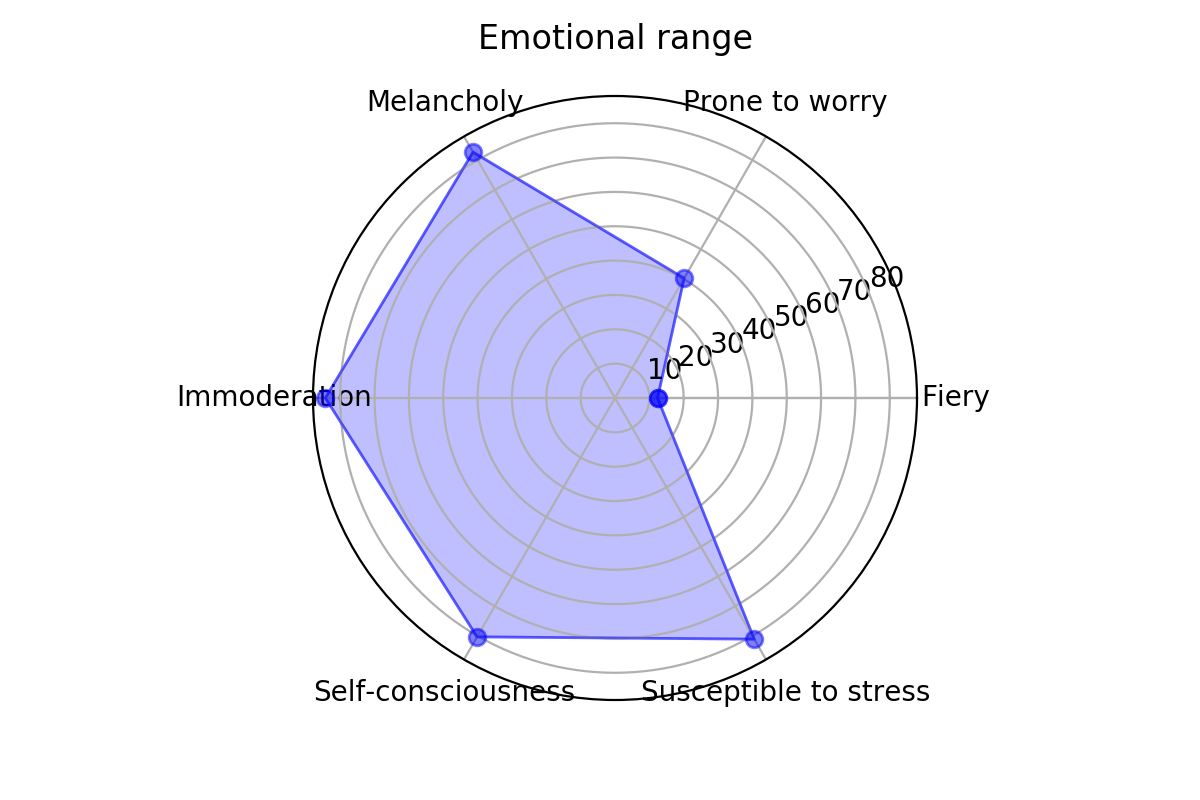 Emotional range
Melancholy
Prone to worry
80
70
60
50
40
30
20
10
Immoderation
Fiery
Self-consciousness
Susceptible to stress